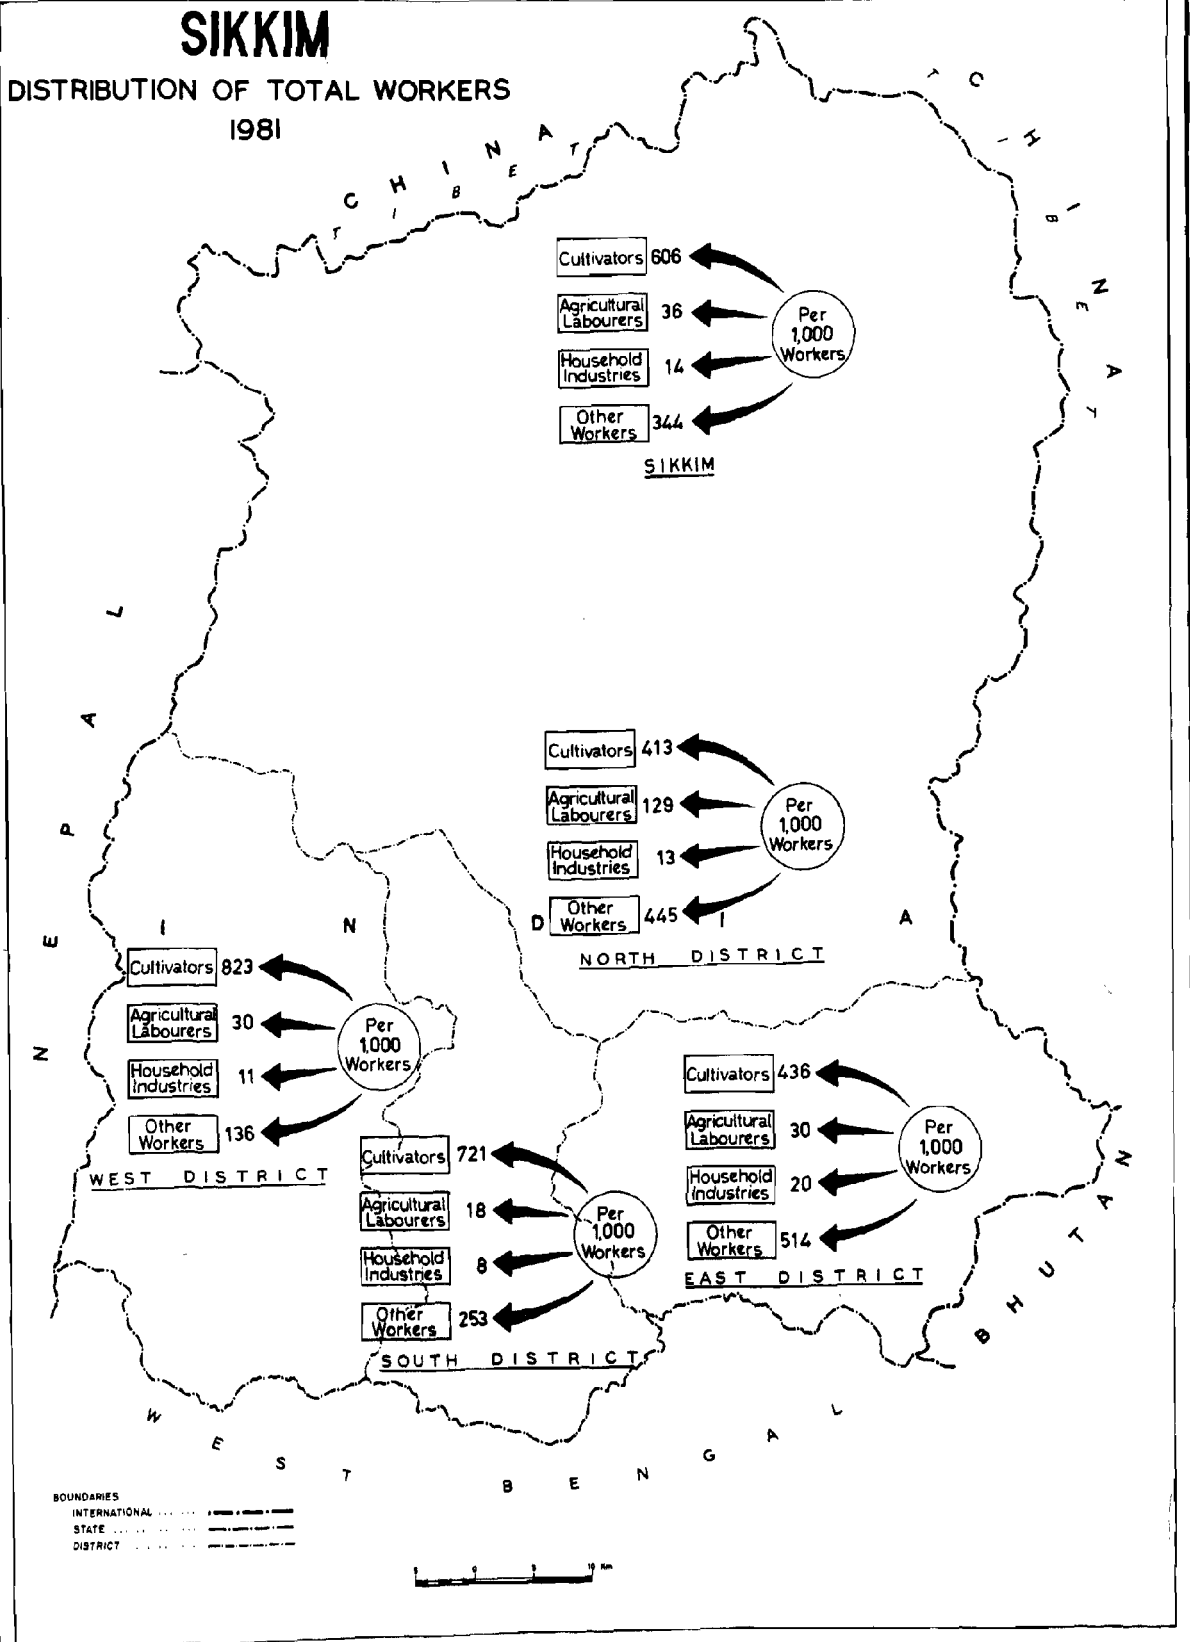 SIKKIM
DISTRIBUTION OF TOTAL WORKERS
1981
CHINA
TIBET
CHINA
TIBET
Cultivators 606
Agricultural
Labourers 36
Household
Industries 14
Other
Workers 344
Per
1,000
Workers
SIKKIM
NEPAL
Cultivators 413
Agricultural
Labourers 129
Household
Industries 13
Other
Workers 445
Per
1,000
Workers
NORTH DISTRICT
INDIA
Cultivators 823
Agricultural
Labourers 30
Household
Industries 11
Other
Workers 136
Per
1,000
Workers
WEST DISTRICT
Cultivators 436
Agricultural
Labourers 30
Household
Industries 20
Other
Workers 514
Per
1,000
Workers
EAST DISTRICT
Cultivators 721
Agricultural
Labourers 18
Household
Industries 8
Other
Workers 253
Per
1,000
Workers
SOUTH DISTRICT
BHUTAN
WEST BENGAL
BOUNDARIES
INTERNATIONAL
STATE
DISTRICT
5 0 5 10 Km